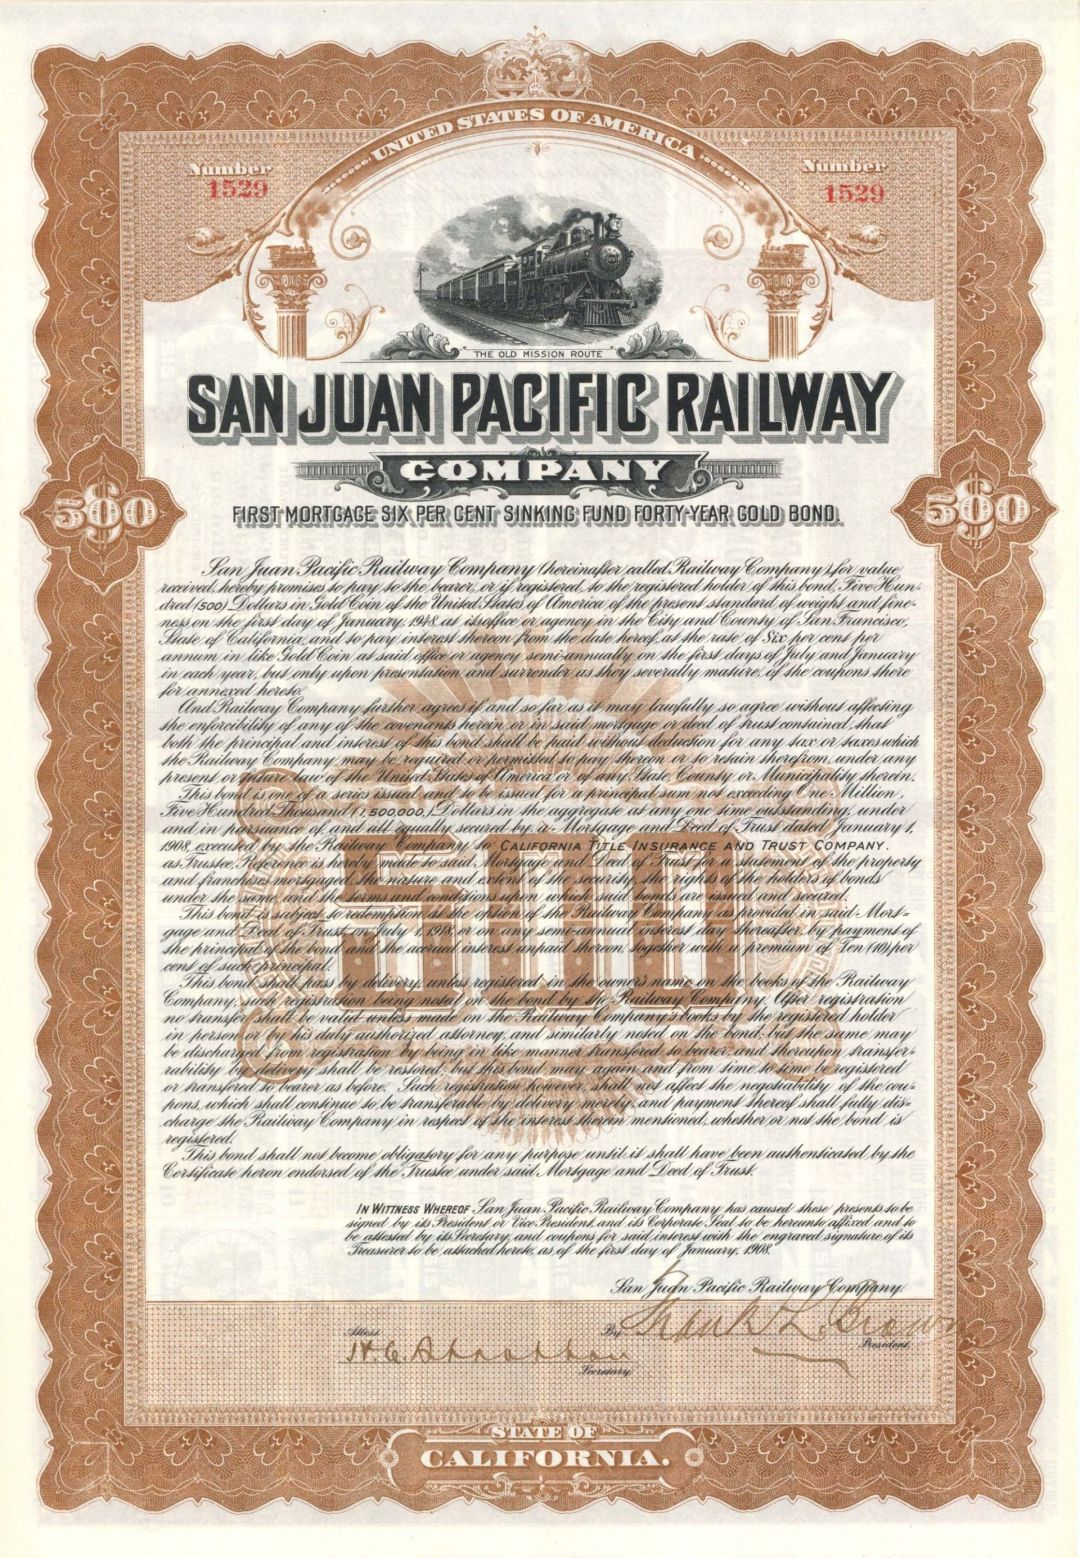 UNITED STATES OF AMERICA
Number
1529
Number
1529
THE OLD MISSION ROUTE
SAN JUAN PACIFIC RAILWAY
COMPANY
FIRST MORTGAGE SIX PER CENT SINKING FUND FORTY-YEAR GOLD BOND.
$500
$500
San Juan Pacific Railway Company (hereinafter called Railway Company) for value
received, hereby promises to pay to the bearer, or if registered, to the registered holder of this bond, Five Hun-
dred (500) Dollars in Gold Coin of the United States of America of the present standard of weight and fine-
ness on the first day of January, 1948, at its office or agency in the City and County of San Francisco,
State of California, and to pay interest thereon from the date hereof, at the rate of Six per cent per
annum in like Gold Coin at said office or agency semi-annually on the first days of July and January
in each year, but only upon presentation and surrender as they severally mature, of the coupons there
for annexed hereto.
And Railway Company further agrees if and so far as it may lawfully so agree without affecting
the enforcibility of any of the covenants herein or in said mortgage or deed of trust contained, that
both the principal and interest of this bond shall be paid without deduction for any tax or taxes which
the Railway Company may be required or permitted to pay thereon or to retain therefrom, under any
present or future law of the United States of America or of any State, County or Municipality therein.
This bond is one of a series issued and to be issued for a principal sum not exceeding One Million,
Five Hundred Thousand (1,500,000) Dollars in the aggregate at any one time outstanding, under
and in pursuance of, and all equally secured by, a Mortgage and Deed of Trust dated January 1,
1908, executed by the Railway Company to CALIFORNIA TITLE INSURANCE AND TRUST COMPANY.
as Trustee, Reference is hereby made to said Mortgage and Deed of Trust for a statement of the property
and franchises mortgaged, the nature and extent of the security, the rights of the holders of bonds
under the same, and the terms and conditions upon which said bonds are issued and secured.
This bond is subject to redemption at the option of the Railway Company as provided in said Mort-
gage and Deed of Trust, on July 1 or on any semi-annual interest day thereafter, by payment of
the principal of the bond and the accrued interest unpaid thereon, together with a premium of Ten (10) per
cent of such principal.
This bond shall pass by delivery, unless registered in the owner's name on the books of the Railway
Company, such registration being noted on the bond by the Railway Company. After registration
no transfer shall be valid unless made on the Railway Company's books by the registered holder
in person or by his duly authorized attorney, and similarly noted on the bond, but the same may
be discharged from registration by being in like manner transfered to bearer, and thereupon transfer-
rability by delivery shall be restored, but this bond may again and from time to time be registered
or transfered to bearer as before. Such registration however, shall not affect the negotiability of the cou-
pons, which shall continue to be transferable by delivery merely, and payment thereof shall fully dis-
charge the Railway Company in respect of the interest therein mentioned, whether or not the bond is
registered.
This bond shall not become obligatory for any purpose until it shall have been authenticated by the
Certificate heron endorsed of the Trustee under said Mortgage and Deed of Trust.
IN WITTNESS WHEREOF San Juan Pacific Railway Company has caused these presents to be
signed by its President or Vice President, and its Corporate Seal to be hereunto affixed and to
be attested by its Secretary, and coupons for said interest with the engraved signature of its
Treasurer to be attached hereto, as of the first day of January, 1908.
San Juan Pacific Railway Company.
Attest
By Frank L. Brown
President.
Secretary.
500
STATE OF
CALIFORNIA.